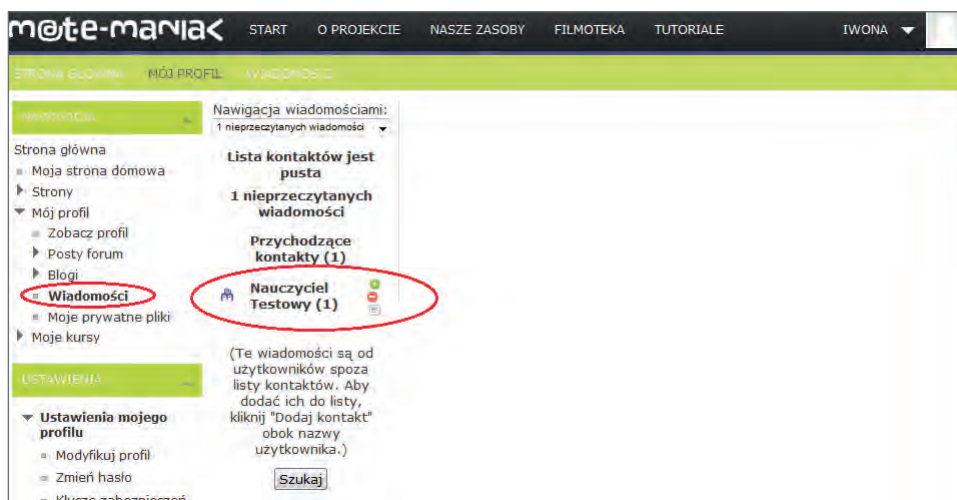 m@te-maniak START O PROJEKCIE NASZE ZASOBY FILMOTEKA TUTORIALE IWONA
STRONA GŁÓWNA MÓJ PROFIL WIADOMOŚCI
NAWIGACJA
Strona główna
Moja strona domowa
Strony
Mój profil
Zobacz profil
Posty forum
Blogi
Wiadomości
Moje prywatne pliki
Moje kursy
USTAWIENIA
Ustawienia mojego
profilu
Modyfikuj profil
Zmień hasło
Klucze zabezpieczeń
Nawigacja wiadomościami:
1 nieprzeczytanych wiadomości
Lista kontaktów jest
pusta
1 nieprzeczytanych
wiadomości
Przychodzące
kontakty (1)
Nauczyciel
Testowy (1)
(Te wiadomości są od
użytkowników spoza
listy kontaktów. Aby
dodać ich do listy,
kliknij "Dodaj kontakt"
obok nazwy
użytkownika.)
Szukaj